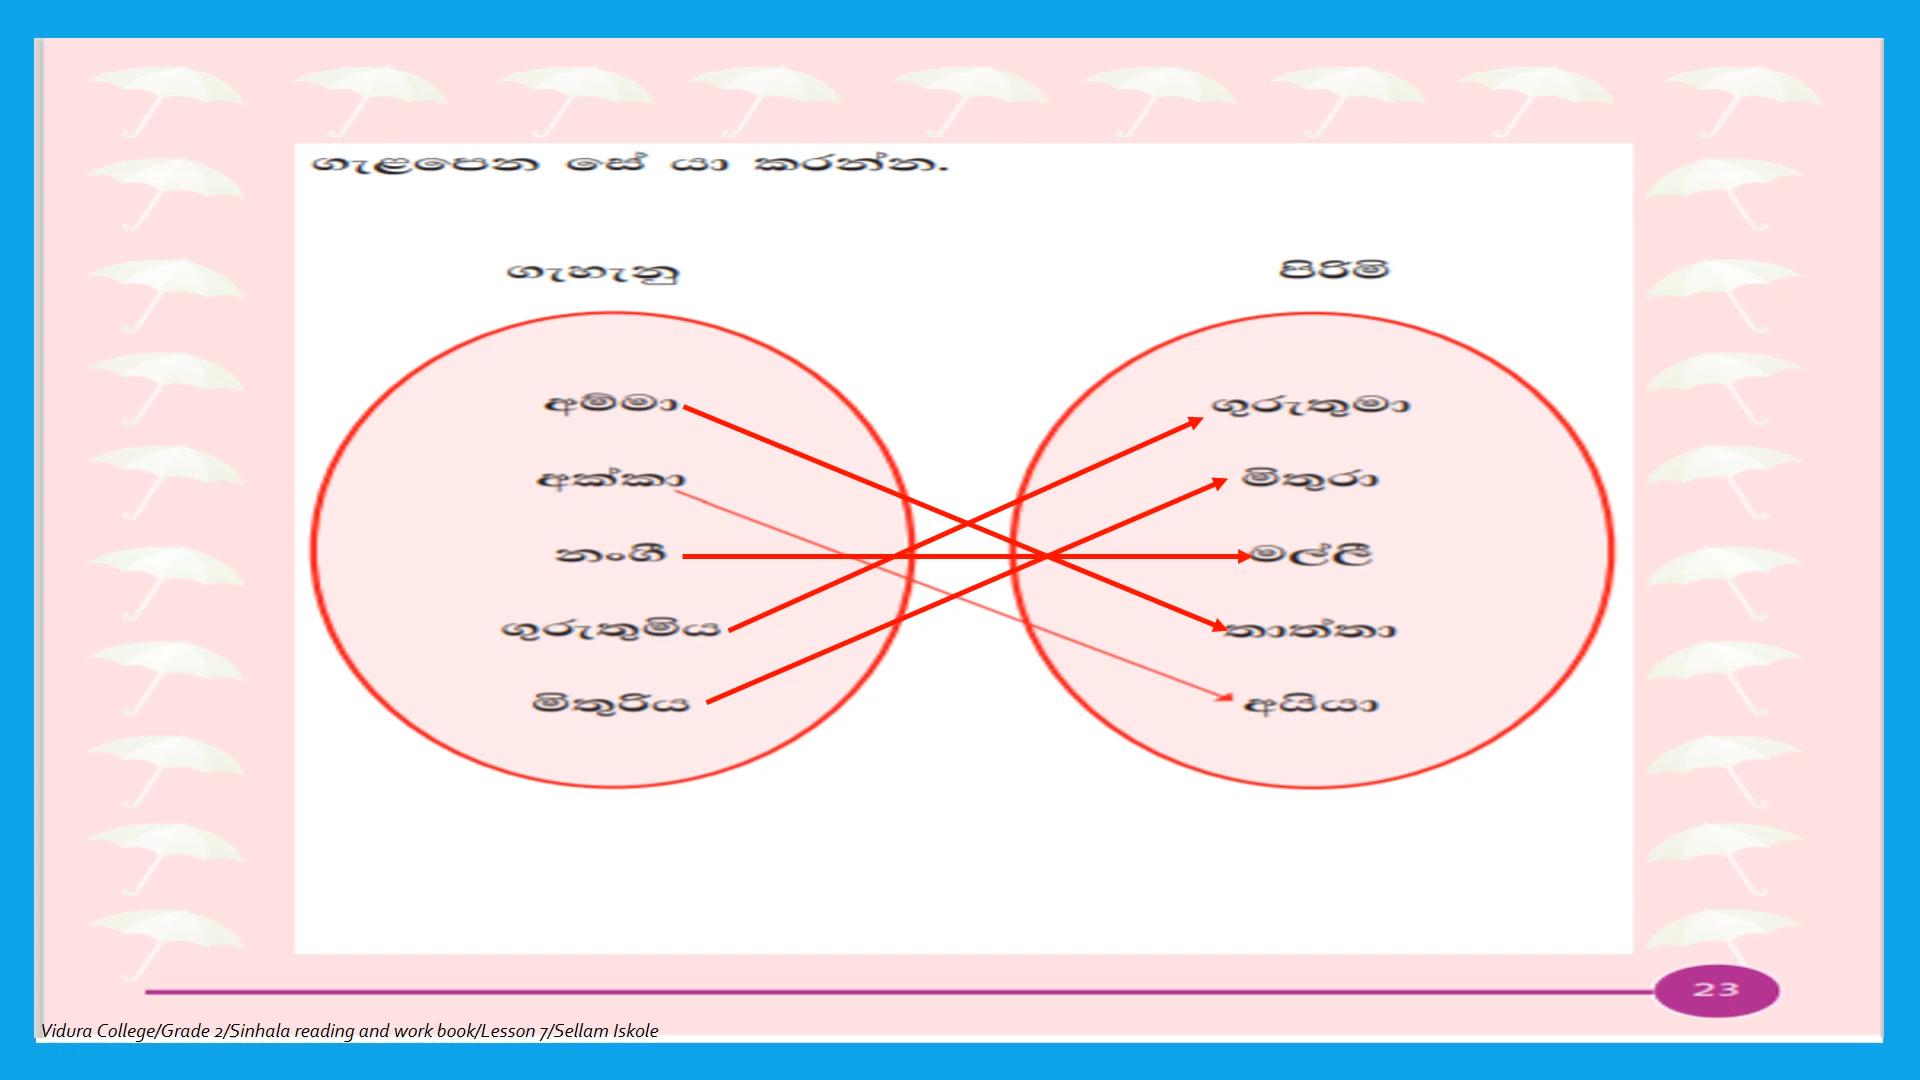 ගැළපෙන සේ යා කරන්න.
ගැහැනු
පිරිමි
අම්මා
අක්කා
නංගී
ගුරුතුමිය
මිතුරිය
ගුරුතුමා
මිතුරා
මල්ලී
තාත්තා
අයියා
23
Vidura College/Grade 2/Sinhala reading and work book/Lesson 7/Sellam Iskole